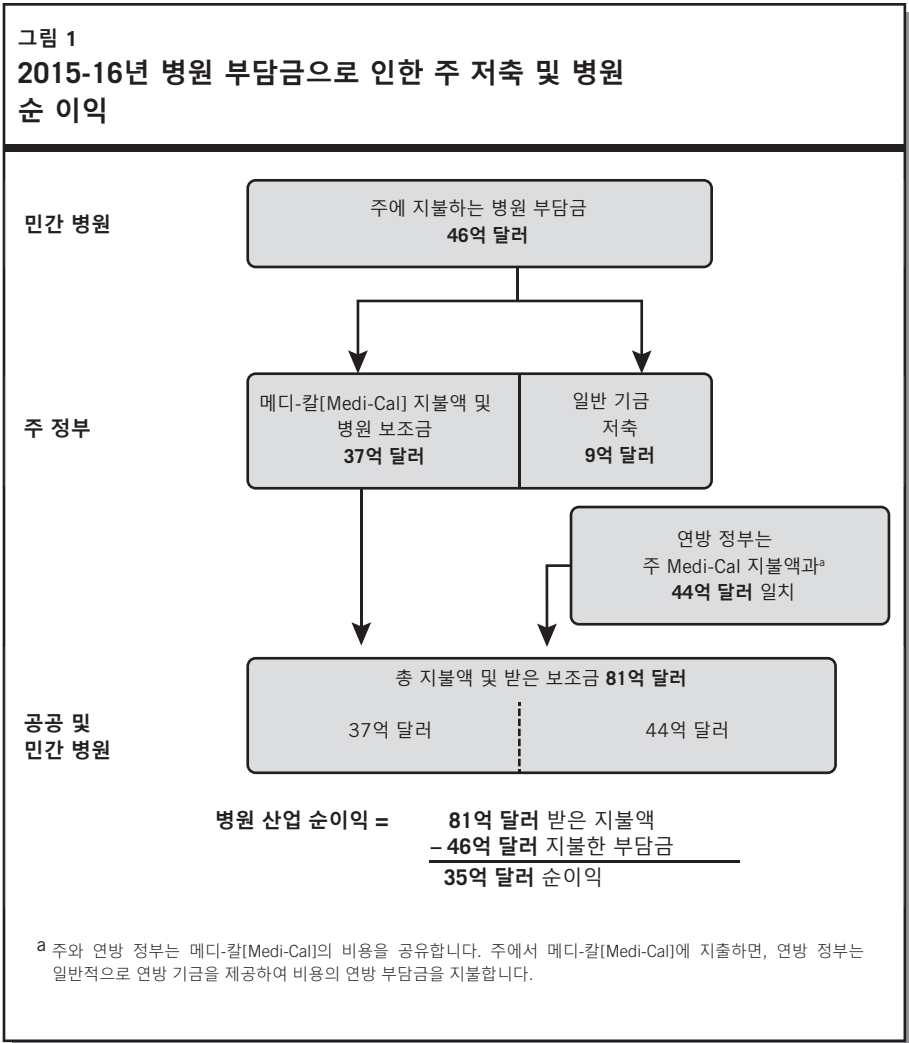 그림 1
2015-16년 병원 부담금으로 인한 주 저축 및 병원
순 이익
민간 병원
주에 지불하는 병원 부담금
46억 달러
주 정부
메디-칼[Medi-Cal] 지불액 및
병원 보조금
37억 달러
일반 기금
저축
9억 달러
연방 정부는
주 Medi-Cal 지불액과a
44억 달러 일치
공공 및
민간 병원
총 지불액 및 받은 보조금 81억 달러
37억 달러
44억 달러
병원 산업 순이익 = 81억 달러 받은 지불액
– 46억 달러 지불한 부담금
35억 달러 순이익
a 주와 연방 정부는 메디-칼[Medi-Cal]의 비용을 공유합니다. 주에서 메디-칼[Medi-Cal]에 지출하면, 연방 정부는
일반적으로 연방 기금을 제공하여 비용의 연방 부담금을 지불합니다.